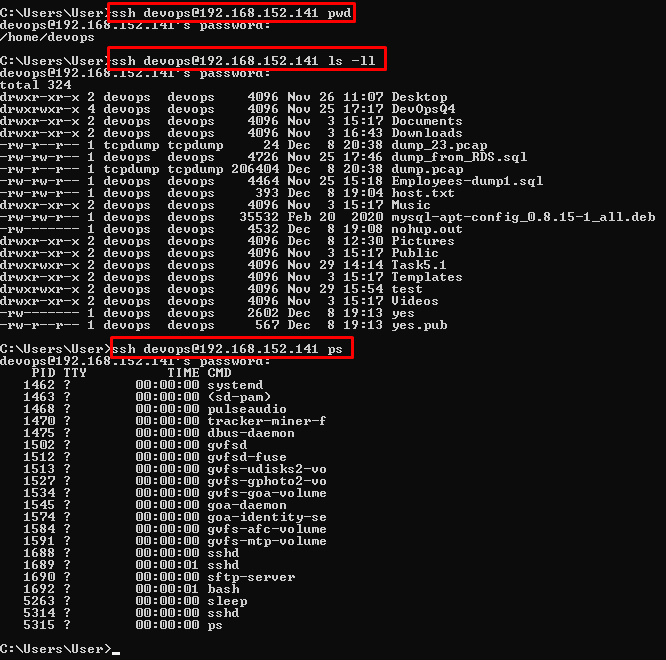 C:\Users\User>ssh devops@192.168.152.141 pwd
devops@192.168.152.141's password:
/home/devops
C:\Users\User>ssh devops@192.168.152.141 ls -ll
devops@192.168.152.141's password:
total 324
drwxr-xr-x 2 devops  devops    4096 Nov 26 11:07 Desktop
drwxrwxr-x 4 devops  devops    4096 Nov 25 17:17 DevOpsQ4
drwxr-xr-x 2 devops  devops    4096 Nov  3 15:17 Documents
drwxr-xr-x 2 devops  devops    4096 Nov  3 16:43 Downloads
-rw-r--r-- 1 tcpdump tcpdump     24 Dec  8 20:38 dump_23.pcap
-rw-rw-r-- 1 devops  devops    4726 Nov 25 17:46 dump_from_RDS.sql
-rw-r--r-- 1 tcpdump tcpdump 206404 Dec  8 20:38 dump.pcap
-rw-rw-r-- 1 devops  devops    4464 Nov 25 15:18 Employees-dump1.sql
-rw-rw-r-- 1 devops  devops     393 Dec  8 19:04 host.txt
drwxr-xr-x 2 devops  devops    4096 Nov  3 15:17 Music
-rw-rw-r-- 1 devops  devops   35532 Feb 20  2020 mysql-apt-config_0.8.15-1_all.deb
-rw------- 1 devops  devops    4532 Dec  8 19:08 nohup.out
drwxr-xr-x 2 devops  devops    4096 Dec  8 12:30 Pictures
drwxr-xr-x 2 devops  devops    4096 Nov  3 15:17 Public
drwxrwxr-x 2 devops  devops    4096 Nov 29 14:14 Task5.1
drwxr-xr-x 2 devops  devops    4096 Nov  3 15:17 Templates
drwxrwxr-x 2 devops  devops    4096 Nov 29 15:54 test
drwxr-xr-x 2 devops  devops    4096 Nov  3 15:17 Videos
-rw------- 1 devops  devops    2602 Dec  8 19:13 yes
-rw-r--r-- 1 devops  devops     567 Dec  8 19:13 yes.pub
C:\Users\User>ssh devops@192.168.152.141 ps
devops@192.168.152.141's password:
PID TTY          TIME CMD
1462 ?        00:00:00 systemd
1463 ?        00:00:00 (sd-pam)
1468 ?        00:00:00 pulseaudio
1470 ?        00:00:00 tracker-miner-f
1475 ?        00:00:00 dbus-daemon
1502 ?        00:00:00 gvfsd
1512 ?        00:00:00 gvfsd-fuse
1513 ?        00:00:00 gvfs-udisks2-vo
1527 ?        00:00:00 gvfs-gphoto2-vo
1534 ?        00:00:00 gvfs-goa-volume
1545 ?        00:00:00 goa-daemon
1574 ?        00:00:00 goa-identity-se
1584 ?        00:00:00 gvfs-afc-volume
1591 ?        00:00:00 gvfs-mtp-volume
1688 ?        00:00:00 sshd
1689 ?        00:00:01 sshd
1690 ?        00:00:00 sftp-server
1692 ?        00:00:01 bash
5263 ?        00:00:00 sleep
5314 ?        00:00:00 sshd
5315 ?        00:00:00 ps
C:\Users\User>_